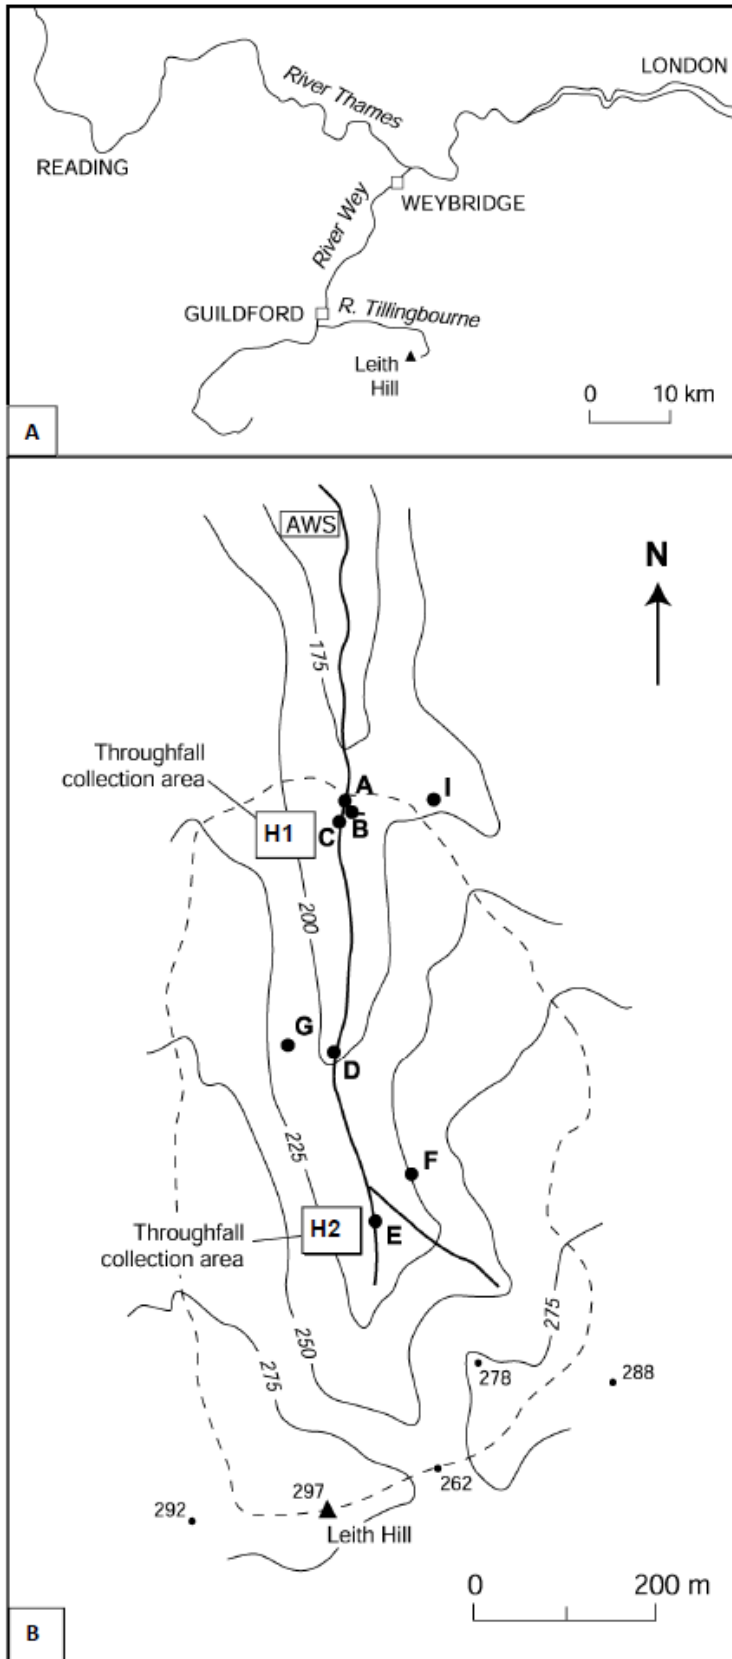 LONDON
River Thames
READING
WEYBRIDGE
River Wey
GUILDFORD
R. Tillingbourne
Leith
Hill
0 10 km
A
AWS
N
175
Throughfall
collection area
A
I
B
C
H1
200
G
D
225
F
H2
E
Throughfall
collection area
250
275
275
278
288
262
297
292
Leith Hill
0 200 m
B